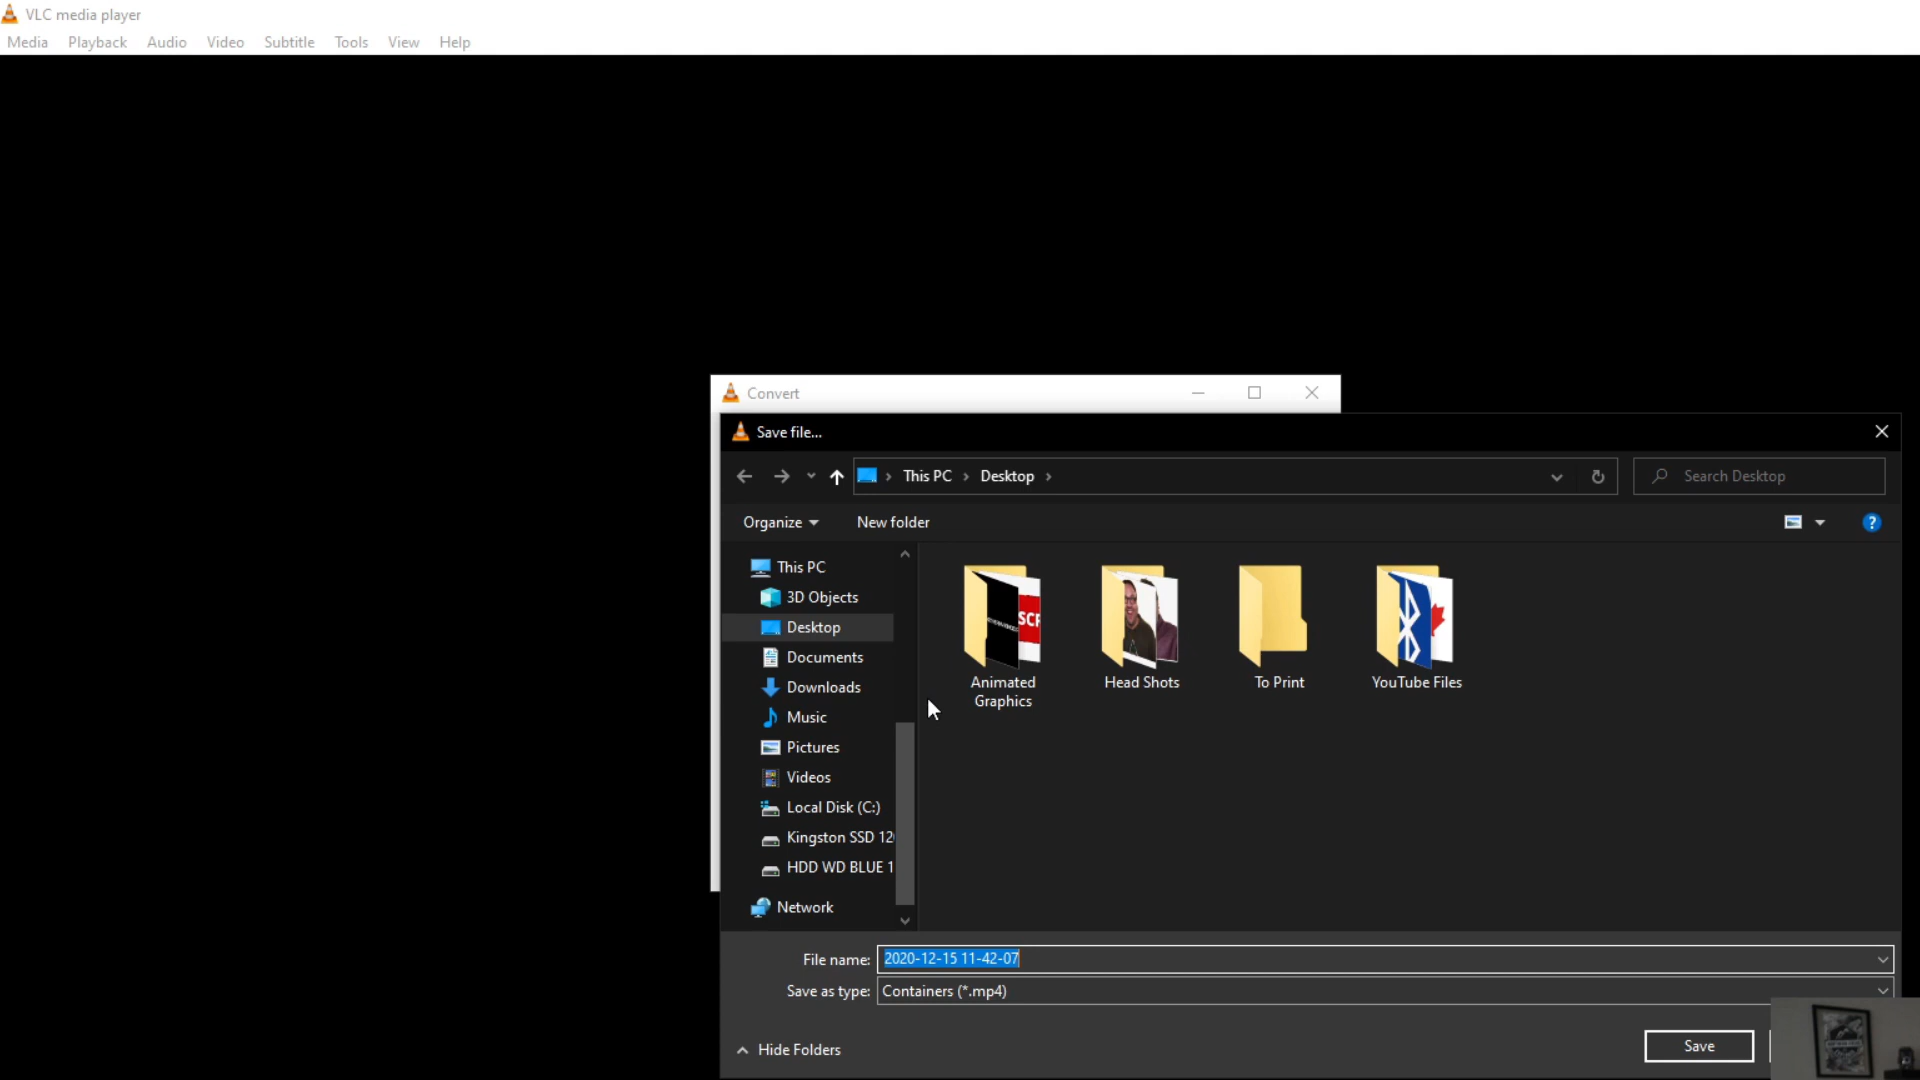 VLC media player
Media Playback Audio Video Subtitle Tools View Help
Convert
Save file...
This PC Desktop
Search Desktop
Organize New folder
This PC
3D Objects
Desktop
Documents
Downloads
Music
Pictures
Videos
Local Disk (C:)
Kingston SSD 12
HDD WD BLUE 1
Network
SCR
Animated
Graphics
Head Shots
To Print
YouTube Files
File name: 2020-12-15 11-42-07
Save as type: Containers (*.mp4)
Hide Folders
Save